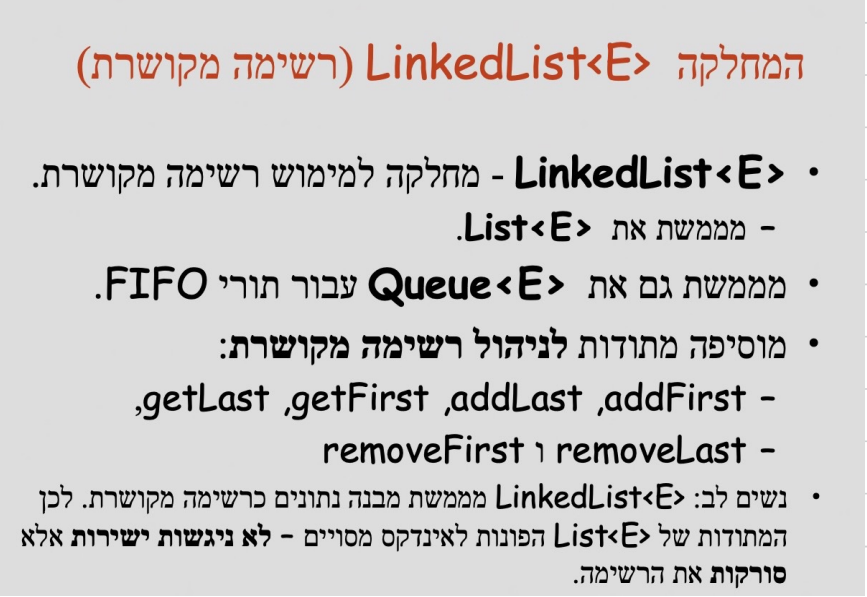 המחלקה LinkedList<E> (רשימה מקושרת)
• LinkedList<E> - מחלקה למימוש רשימה מקושרת.
– מממשת את List<E>.
• מממשת גם את Queue<E> עבור תורי FIFO.
• מוסיפה מתודות לניהול רשימה מקושרת:
– addFirst, addLast, getFirst, getLast,
– removeLast ו removeFirst
• נשים לב: LinkedList<E> מממשת מבנה נתונים כרשימה מקושרת. לכן
המתודות של List<E> הפונות לאינדקס מסויים – לא ניגשות ישירות אלא
סורקות את הרשימה.